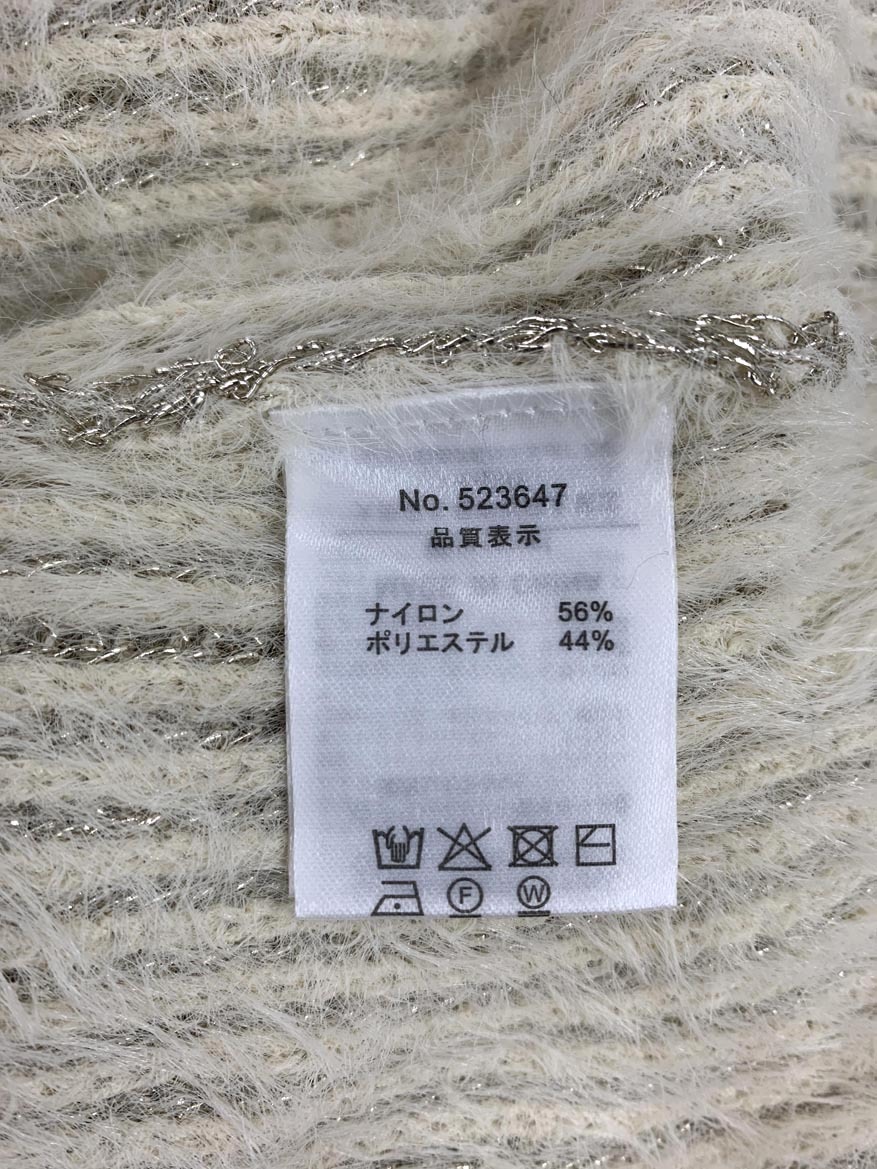 No. 523647
品質表示
ナイロン 56%
ポリエステル 44%
F W